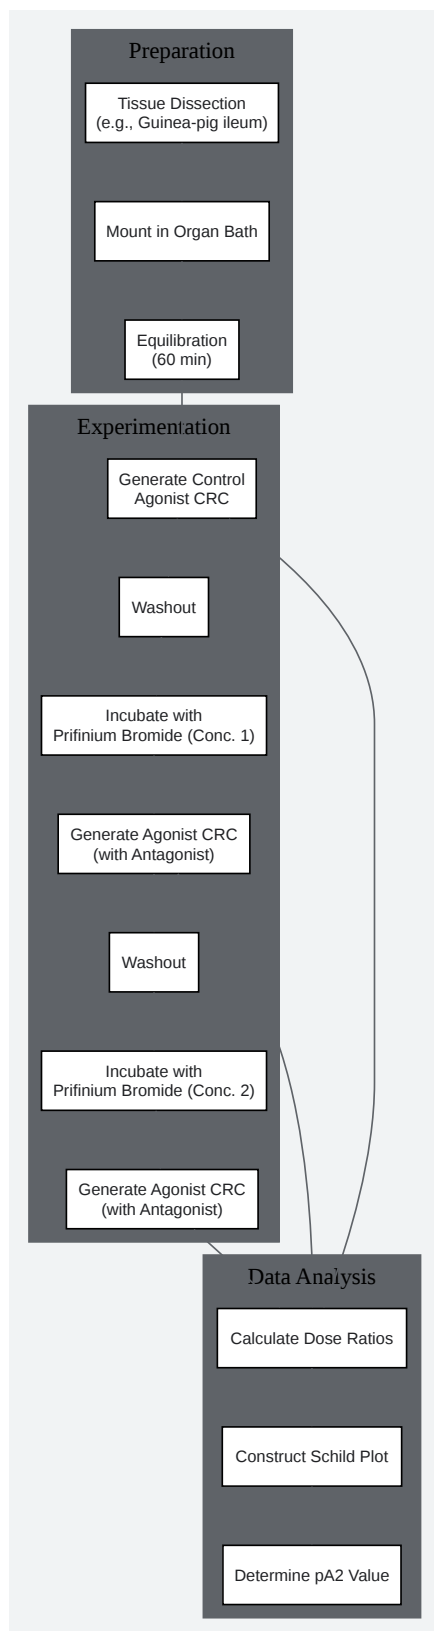 Preparation
Tissue Dissection
(e.g., Guinea-pig ileum)
Mount in Organ Bath
Equilibration
(60 min)
Experimentation
Generate Control
Agonist CRC
Washout
Incubate with
Prifinium Bromide (Conc. 1)
Generate Agonist CRC
(with Antagonist)
Washout
Incubate with
Prifinium Bromide (Conc. 2)
Generate Agonist CRC
(with Antagonist)
Data Analysis
Calculate Dose Ratios
Construct Schild Plot
Determine pA2 Value